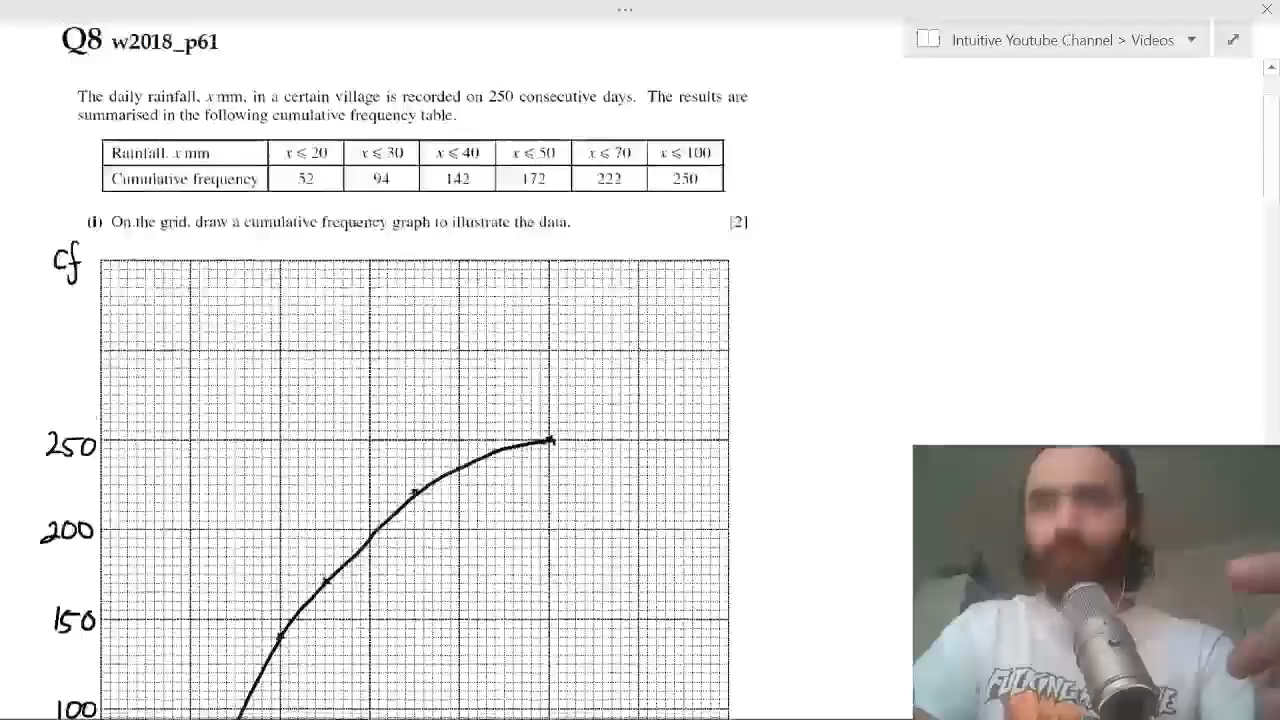 Q8 w2018_p61
Intuitive Youtube Channel > Videos
The daily rainfall, x mm, in a certain village is recorded on 250 consecutive days. The results are
summarised in the following cumulative frequency table.
Rainfall, x mm x ⩽ 20 x ⩽ 30 x ⩽ 40 x ⩽ 50 x ⩽ 70 x ⩽ 100
Cumulative frequency 52 94 142 172 222 250
(i) On the grid, draw a cumulative frequency graph to illustrate the data. [2]
cf
250
200
150
100